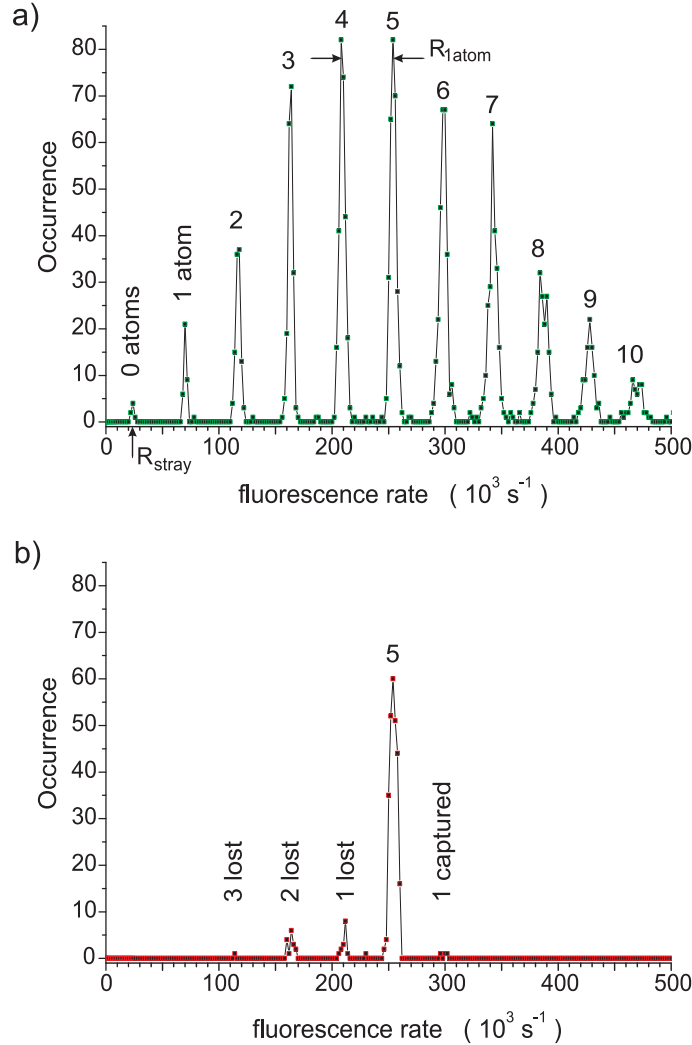 a)
80
70
60
50
40
30
20
10
0
Occurrence
0 atoms
1 atom
2
3
4
5
R1atom
6
7
8
9
10
0
100
200
300
400
500
Rstray
fluorescence rate ( 10³ s⁻¹ )
b)
80
70
60
50
40
30
20
10
0
Occurrence
3 lost
2 lost
1 lost
5
1 captured
0
100
200
300
400
500
fluorescence rate ( 10³ s⁻¹ )